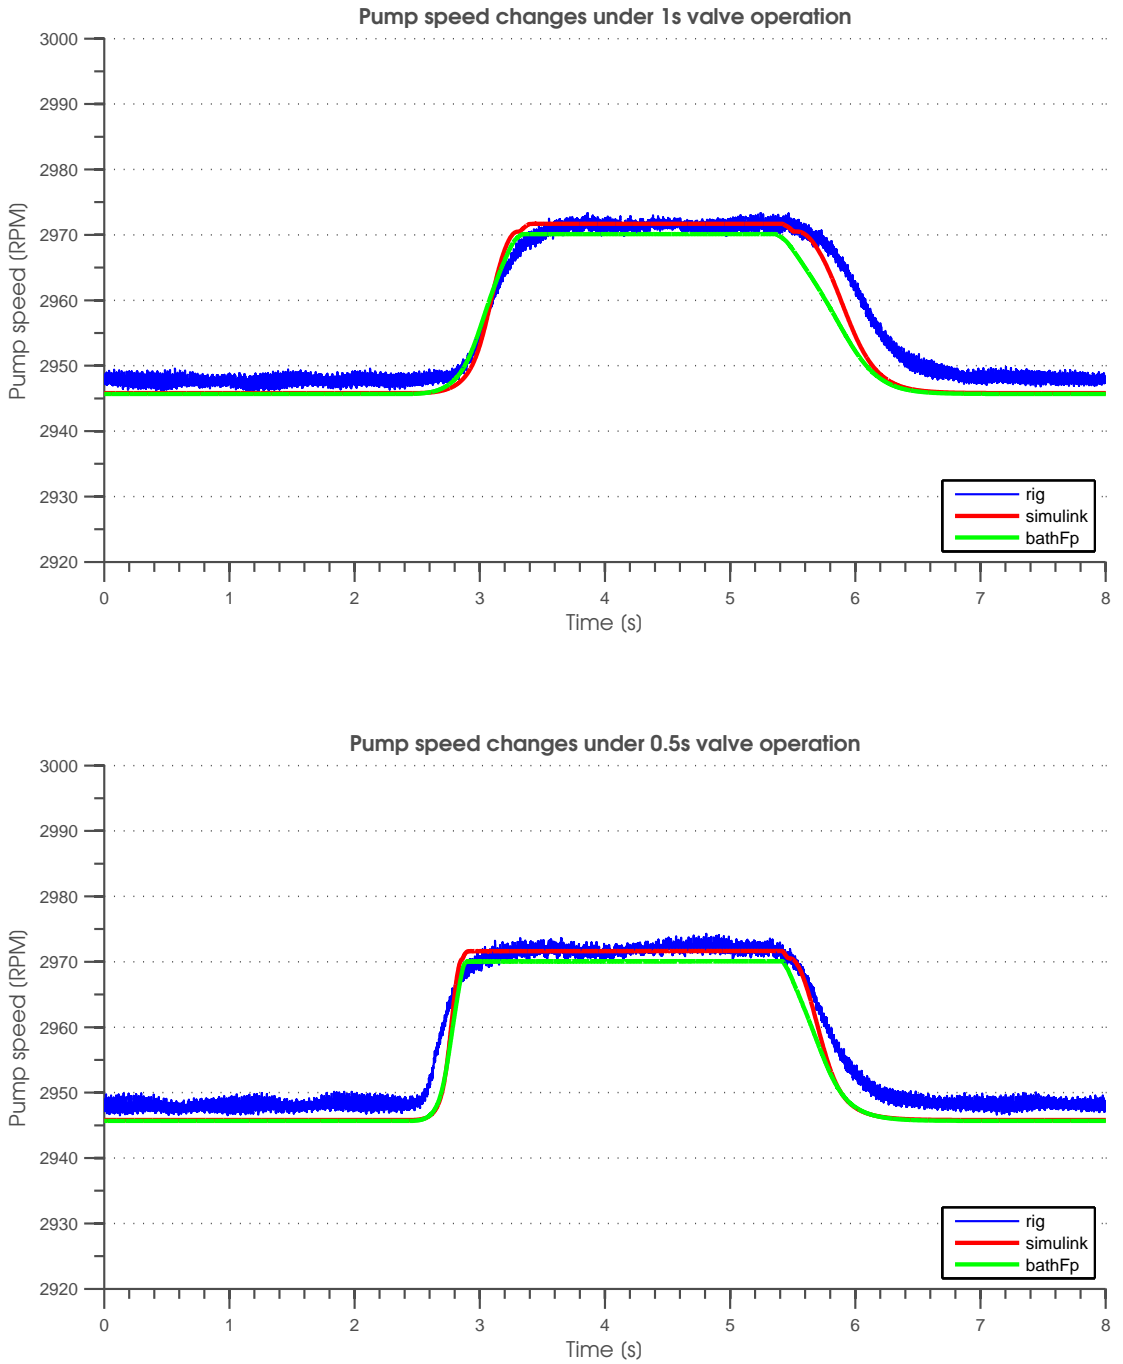 Pump speed changes under 1s valve operation
3000
2990
2980
2970
2960
2950
2940
2930
2920
Pump speed (RPM)
rig
simulink
bathFp
0 1 2 3 4 5 6 7 8
Time (s)
Pump speed changes under 0.5s valve operation
3000
2990
2980
2970
2960
2950
2940
2930
2920
Pump speed (RPM)
rig
simulink
bathFp
0 1 2 3 4 5 6 7 8
Time (s)